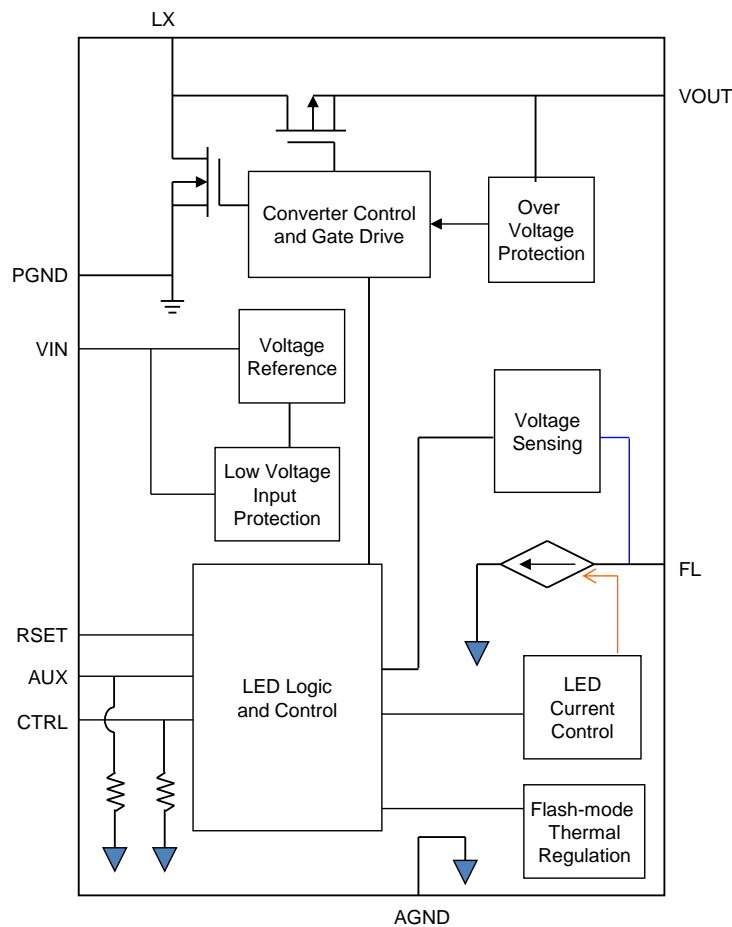 LX
VOUT
Converter Control
and Gate Drive
Over
Voltage
Protection
PGND
VIN
Voltage
Reference
Voltage
Sensing
Low Voltage
Input
Protection
FL
RSET
AUX
CTRL
LED Logic
and Control
LED
Current
Control
Flash-mode
Thermal
Regulation
AGND